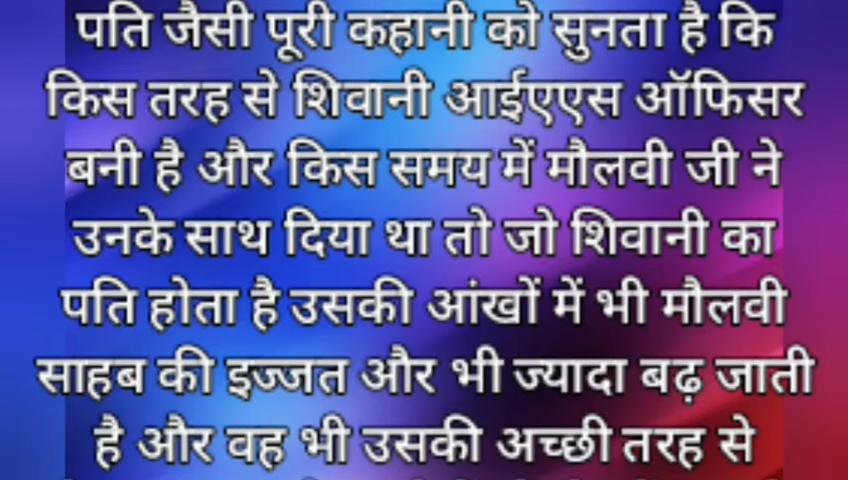 पति जैसी पूरी कहानी को सुनता है कि
किस तरह से शिवानी आईएएस ऑफिसर
बनी है और किस समय में मौलवी जी ने
उनके साथ दिया था तो जो शिवानी का
पति होता है उसकी आंखों में भी मौलवी
साहब की इज्जत और भी ज्यादा बढ़ जाती
है और वह भी उसकी अच्छी तरह से